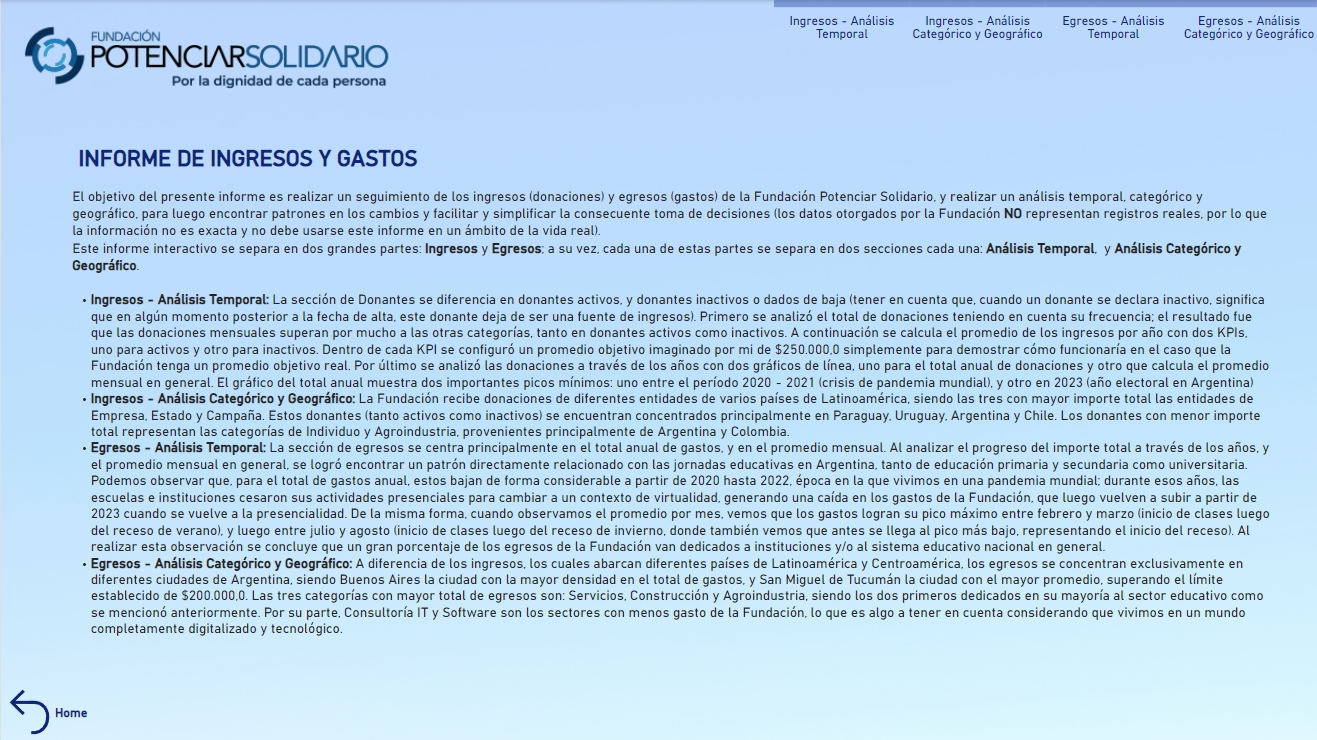 Ingresos - Análisis
Temporal
Ingresos - Análisis
Categórico y Geográfico
Egresos - Análisis
Temporal
Egresos - Análisis
Categórico y Geográfico
FUNDACIÓN
POTENCIARSOLIDARIO
Por la dignidad de cada persona
INFORME DE INGRESOS Y GASTOS
El objetivo del presente informe es realizar un seguimiento de los ingresos (donaciones) y egresos (gastos) de la Fundación Potenciar Solidario, y realizar un análisis temporal, categórico y
geográfico, para luego encontrar patrones en los cambios y facilitar y simplificar la consecuente toma de decisiones (los datos otorgados por la Fundación NO representan registros reales, por lo que
la información no es exacta y no debe usarse este informe en un ámbito de la vida real).
Este informe interactivo se separa en dos grandes partes: Ingresos y Egresos; a su vez, cada una de estas partes se separa en dos secciones cada una: Análisis Temporal, y Análisis Categórico y
Geográfico.
• Ingresos - Análisis Temporal: La sección de Donantes se diferencia en donantes activos, y donantes inactivos o dados de baja (tener en cuenta que, cuando un donante se declara inactivo, significa
que en algún momento posterior a la fecha de alta, este donante deja de ser una fuente de ingresos). Primero se analizó el total de donaciones teniendo en cuenta su frecuencia; el resultado fue
que las donaciones mensuales superan por mucho a las otras categorías, tanto en donantes activos como inactivos. A continuación se calcula el promedio de los ingresos por año con dos KPIs,
uno para activos y otro para inactivos. Dentro de cada KPI se configuró un promedio objetivo imaginado por mi de $250.000,0 simplemente para demostrar cómo funcionaría en el caso que la
Fundación tenga un promedio objetivo real. Por último se analizó las donaciones a través de los años con dos gráficos de línea, uno para el total anual de donaciones y otro que calcula el promedio
mensual en general. El gráfico del total anual muestra dos importantes picos mínimos: uno entre el período 2020 - 2021 (crisis de pandemia mundial), y otro en 2023 (año electoral en Argentina)
• Ingresos - Análisis Categórico y Geográfico: La Fundación recibe donaciones de diferentes entidades de varios países de Latinoamérica, siendo las tres con mayor importe total las entidades de
Empresa, Estado y Campaña. Estos donantes (tanto activos como inactivos) se encuentran concentrados principalmente en Paraguay, Uruguay, Argentina y Chile. Los donantes con menor importe
total representan las categorías de Individuo y Agroindustria, provenientes principalmente de Argentina y Colombia.
• Egresos - Análisis Temporal: La sección de egresos se centra principalmente en el total anual de gastos, y en el promedio mensual. Al analizar el progreso del importe total a través de los años, y
el promedio mensual en general, se logró encontrar un patrón directamente relacionado con las jornadas educativas en Argentina, tanto de educación primaria y secundaria como universitaria.
Podemos observar que, para el total de gastos anual, estos bajan de forma considerable a partir de 2020 hasta 2022, época en la que vivimos en una pandemia mundial; durante esos años, las
escuelas e instituciones cesaron sus actividades presenciales para cambiar a un contexto de virtualidad, generando una caída en los gastos de la Fundación, que luego vuelven a subir a partir de
2023 cuando se vuelve a la presencialidad. De la misma forma, cuando observamos el promedio por mes, vemos que los gastos logran su pico máximo entre febrero y marzo (inicio de clases luego
del receso de verano), y luego entre julio y agosto (inicio de clases luego del receso de invierno, donde también vemos que antes se llega al pico más bajo, representando el inicio del receso). Al
realizar esta observación se concluye que un gran porcentaje de los egresos de la Fundación van dedicados a instituciones y/o al sistema educativo nacional en general.
• Egresos - Análisis Categórico y Geográfico: A diferencia de los ingresos, los cuales abarcan diferentes países de Latinoamérica y Centroamérica, los egresos se concentran exclusivamente en
diferentes ciudades de Argentina, siendo Buenos Aires la ciudad con la mayor densidad en el total de gastos, y San Miguel de Tucumán la ciudad con el mayor promedio, superando el límite
establecido de $200.000,0. Las tres categorías con mayor total de egresos son: Servicios, Construcción y Agroindustria, siendo los dos primeros dedicados en su mayoría al sector educativo como
se mencionó anteriormente. Por su parte, Consultoría IT y Software son los sectores con menos gasto de la Fundación, lo que es algo a tener en cuenta considerando que vivimos en un mundo
completamente digitalizado y tecnológico.
Home